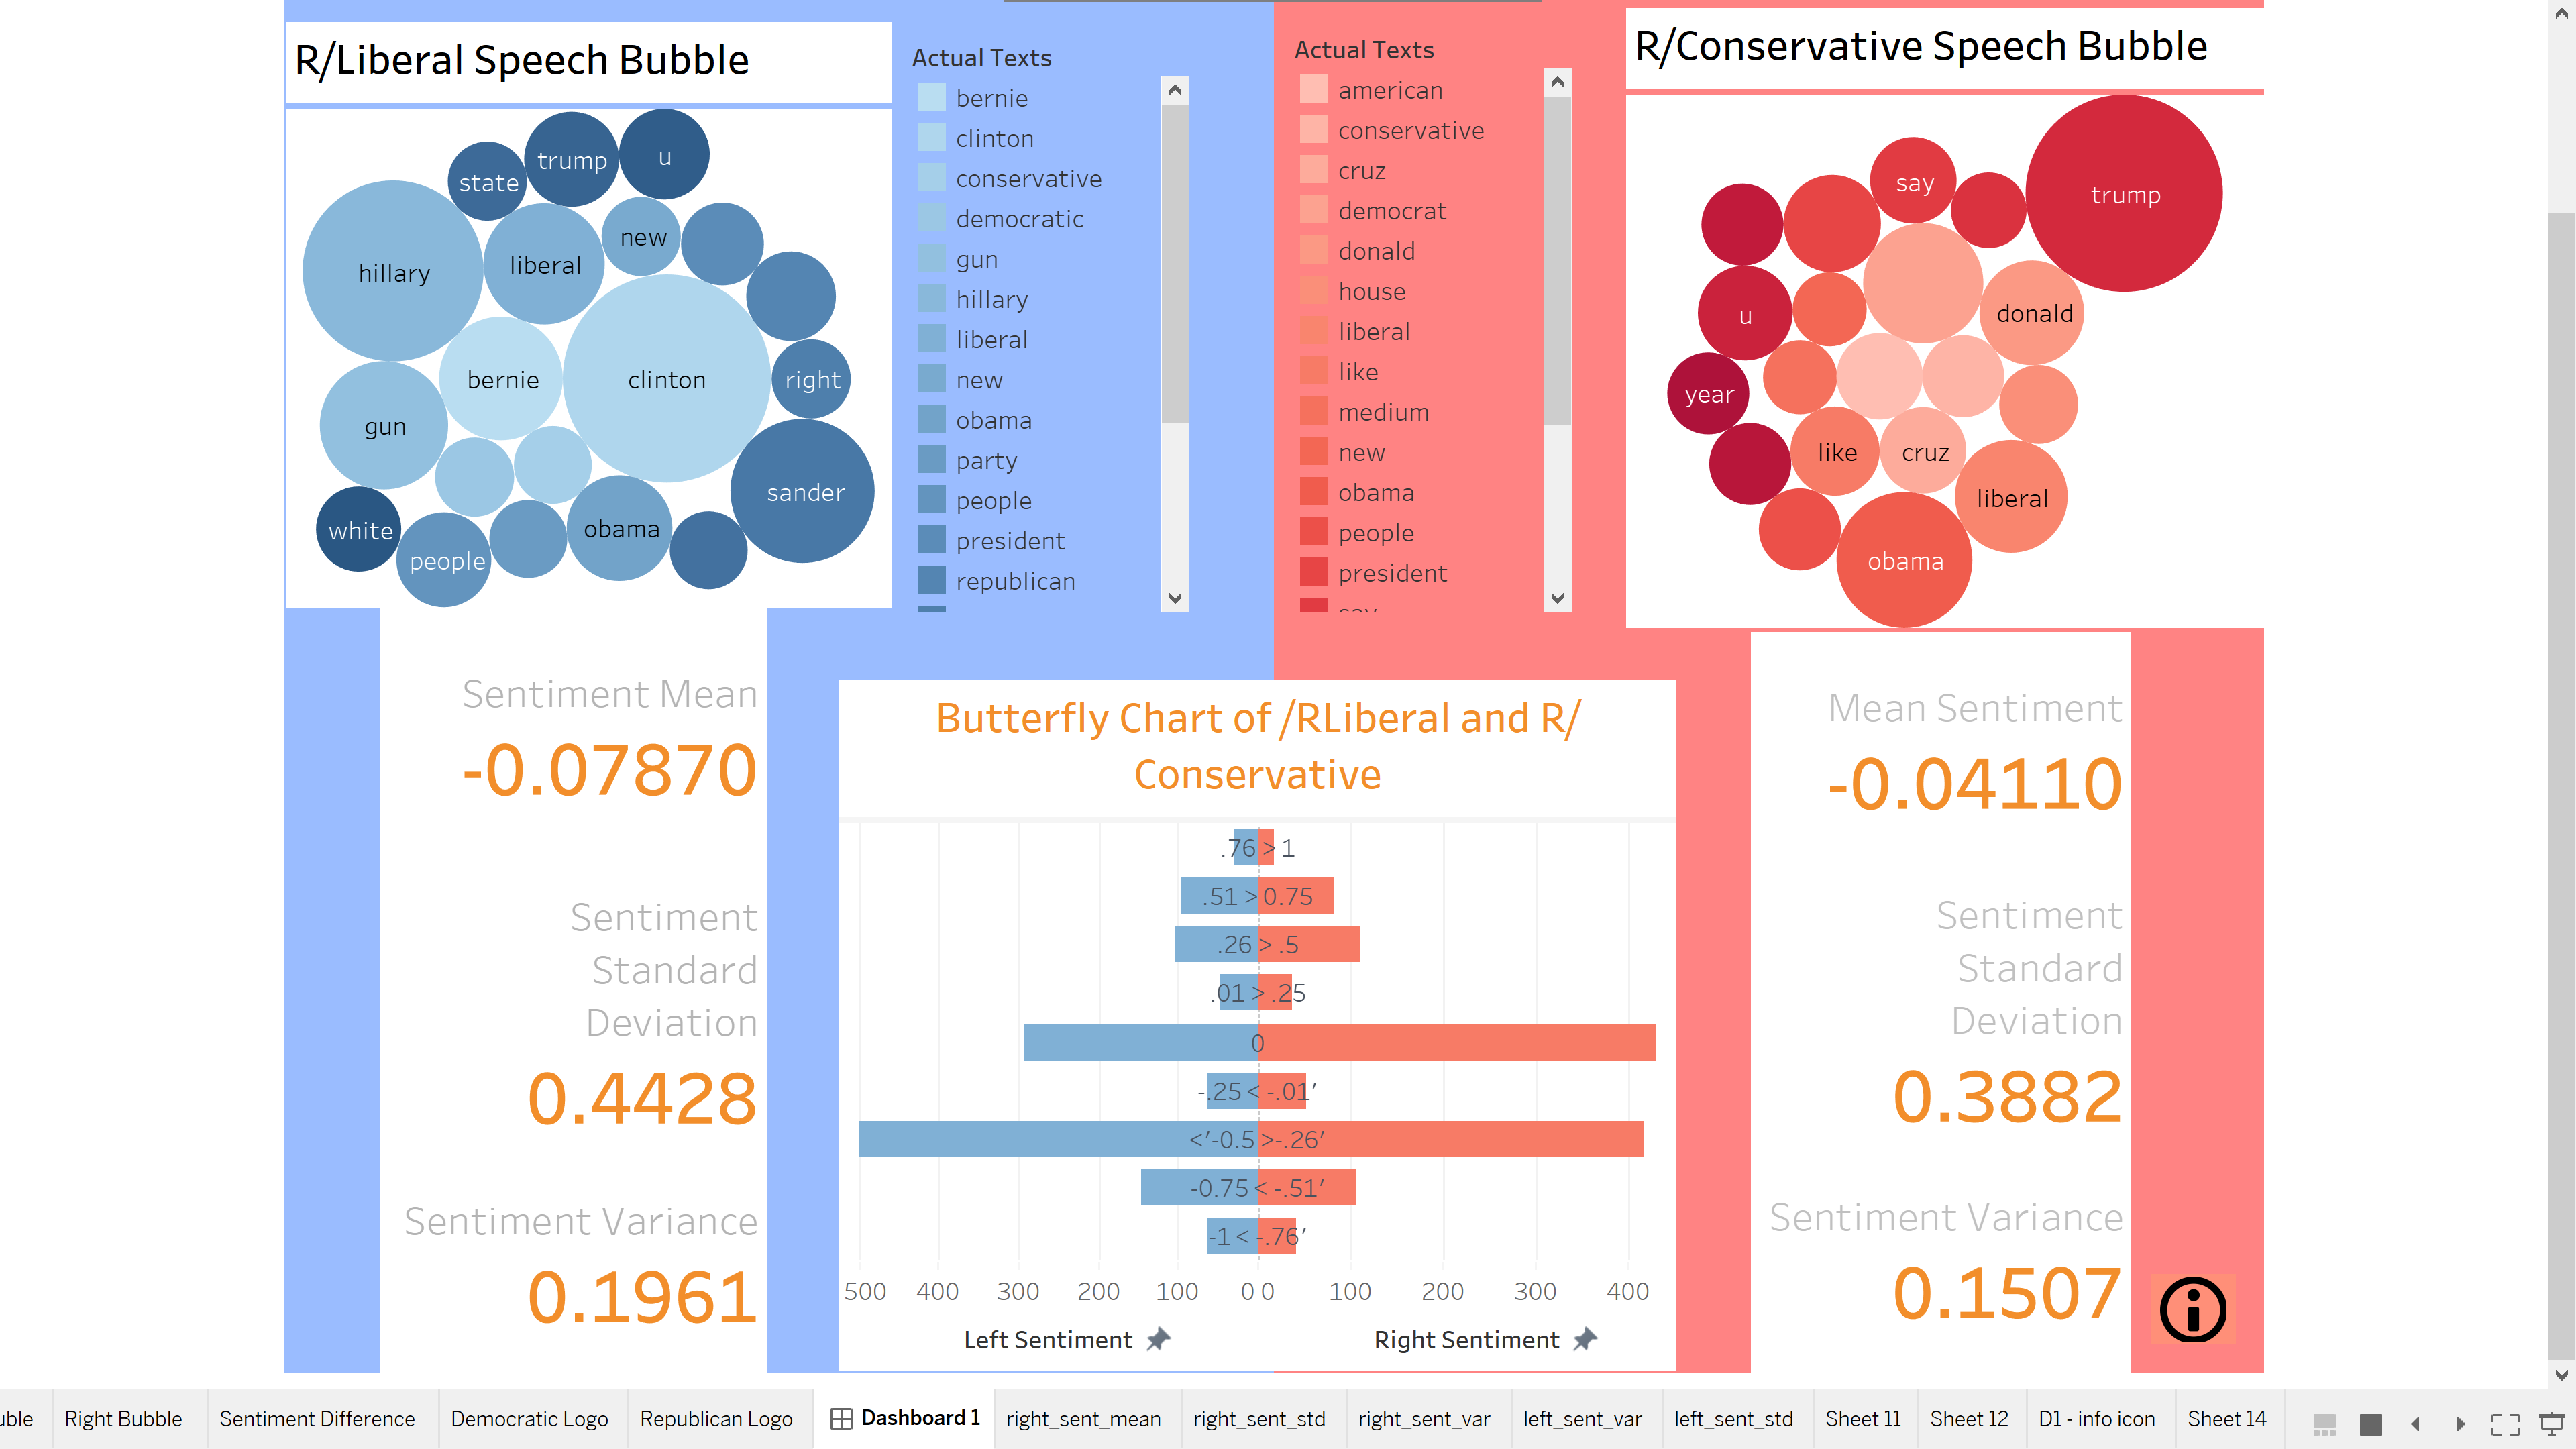 R/Liberal Speech Bubble
state
trump
u
hillary
liberal
new
bernie
clinton
right
gun
sander
white
people
obama
Actual Texts
bernie
clinton
conservative
democratic
gun
hillary
liberal
new
obama
party
people
president
republican
Actual Texts
american
conservative
cruz
democrat
donald
house
liberal
like
medium
new
obama
people
president
say
R/Conservative Speech Bubble
say
trump
u
donald
year
like
cruz
liberal
obama
Sentiment Mean
-0.07870
Sentiment
Standard
Deviation
0.4428
Sentiment Variance
0.1961
Butterfly Chart of /RLiberal and R/
Conservative
.76 > 1
.51 > 0.75
.26 > .5
.01 > .25
0
-.25 < -.01’
<’-0.5 >-.26’
-0.75 < -.51’
-1 < -.76’
500 400 300 200 100 0 0 100 200 300 400
Left Sentiment Right Sentiment
Mean Sentiment
-0.04110
Sentiment
Standard
Deviation
0.3882
Sentiment Variance
0.1507
Right Bubble Sentiment Difference Democratic Logo Republican Logo Dashboard 1 right_sent_mean right_sent_std right_sent_var left_sent_var left_sent_std Sheet 11 Sheet 12 D1 - info icon Sheet 14